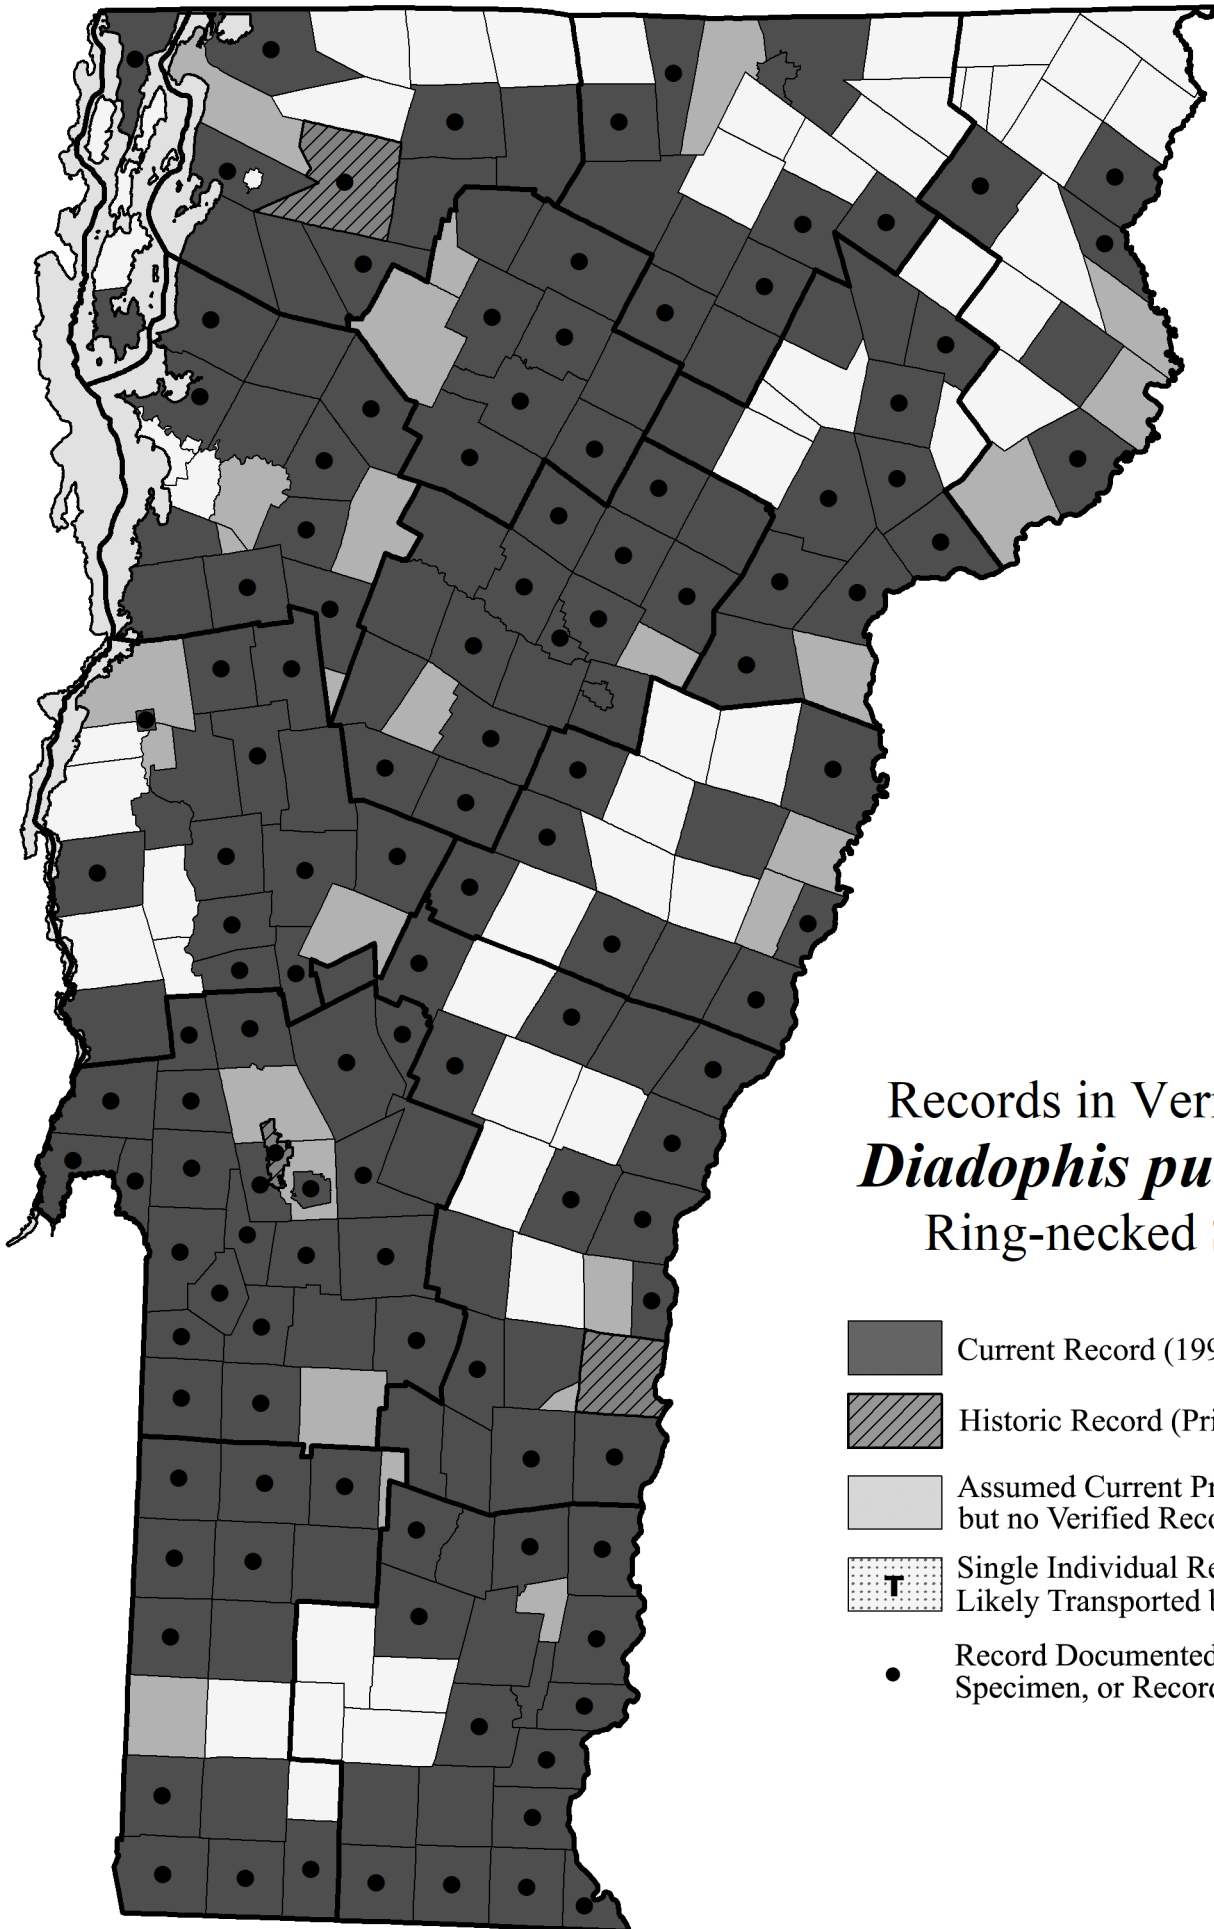 Records in Ver
Diadophis pu
Ring-necked
Current Record (199
Historic Record (Pri
Assumed Current Pr
but no Verified Reco
T
Single Individual Re
Likely Transported b
Record Documented
Specimen, or Record